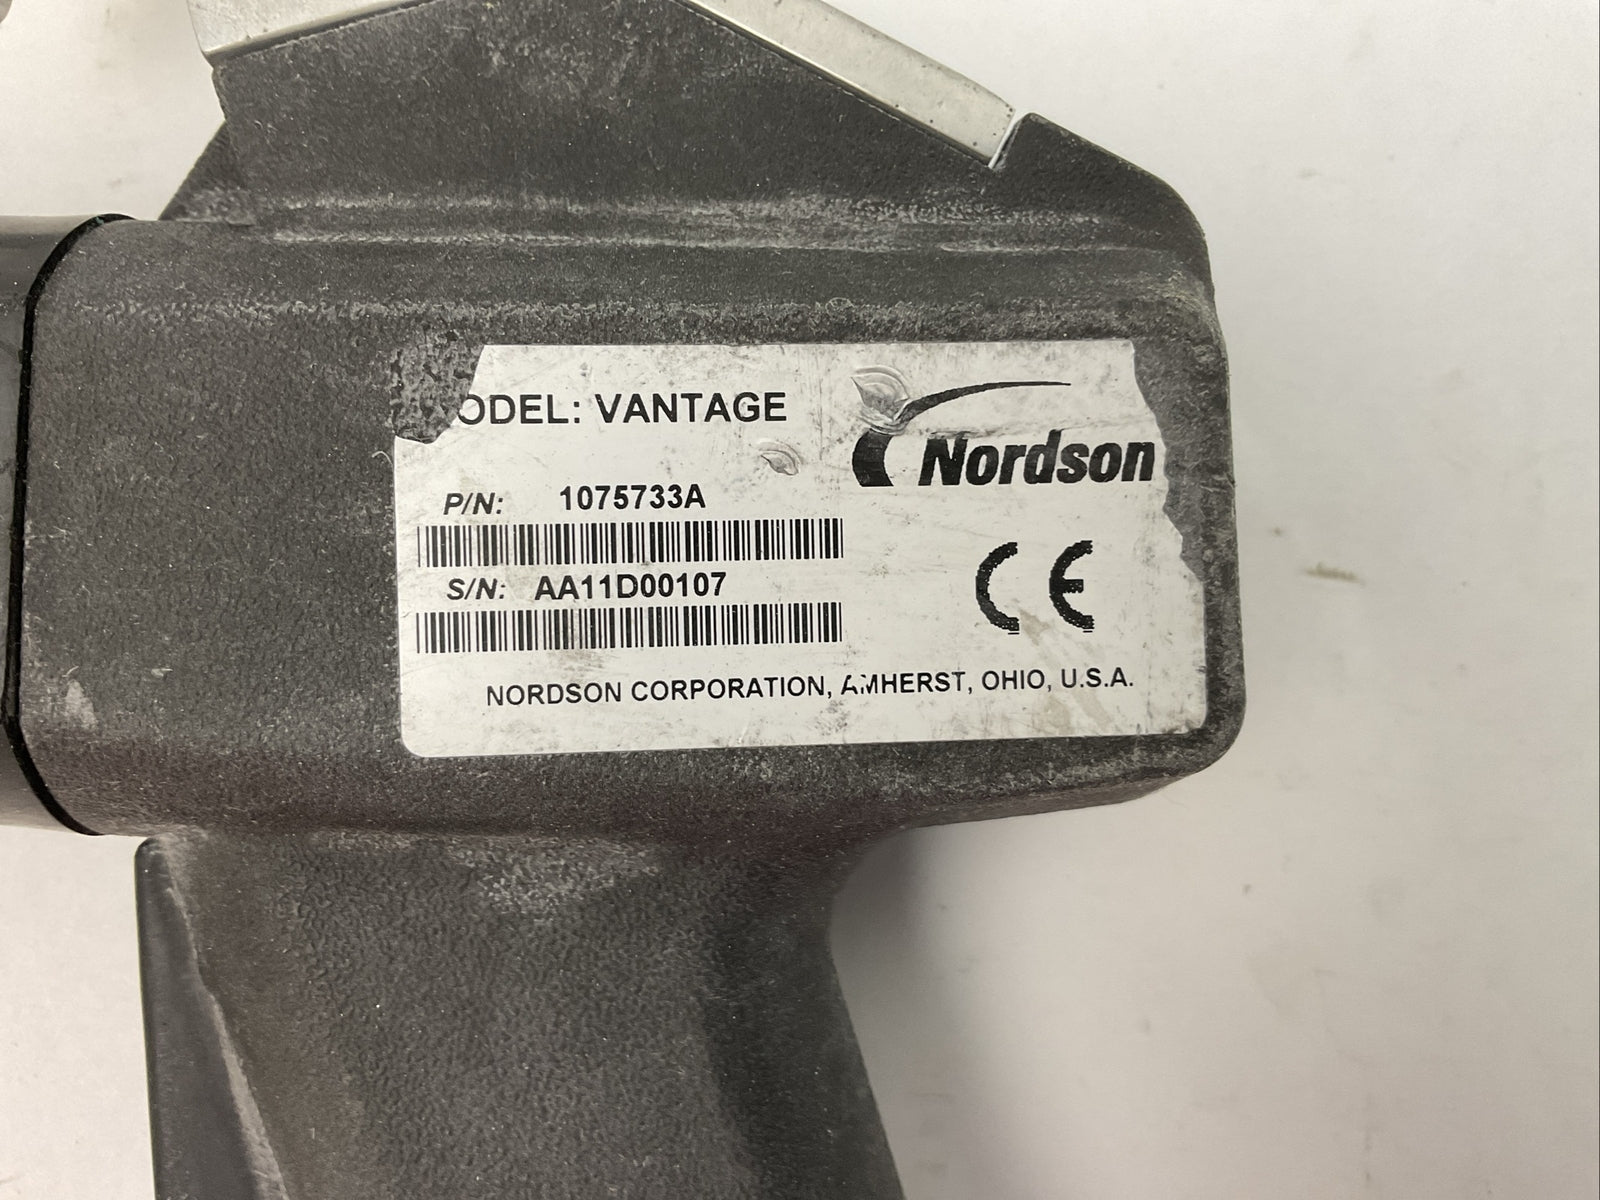 ODEL: VANTAGE
Nordson
P/N: 1075733A
S/N: AA11D00107
CE
NORDSON CORPORATION, AMHERST, OHIO, U.S.A.